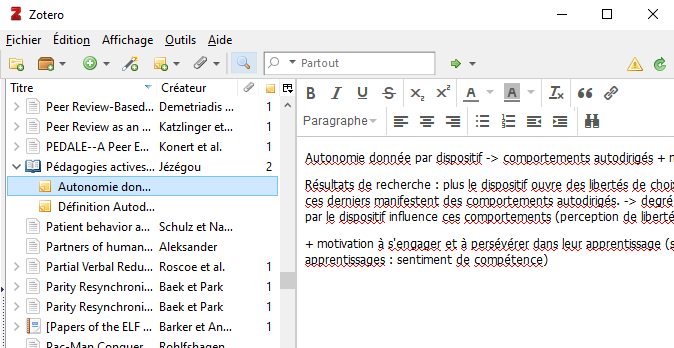 Zotero
Fichier Édition Affichage Outils Aide
Partout
Titre Créateur
Peer Review-Based... Demetriadis ... 1
Peer Review as an ... Katzlinger et... 1
PEDALE--A Peer E... Konert et al. 1
Pédagogies actives... Jézégou 2
Autonomie don...
Définition Autod...
Patient behavior a... Schulz et Na...
Partners of human... Aleksander
Partial Verbal Redu... Roscoe et al. 1
Parity Resynchroni... Baek et Park 1
Parity Resynchroni... Baek et Park 1
[Papers of the ELF ... Barker et An... 1
Pac-Man Conquer... Rohlfshagen
B I U S X₂ X² A A Ix
Paragraphe
Autonomie donnée par dispositif -> comportements autodirigés + m
Résultats de recherche : plus le dispositif ouvre des libertés de choi
ces derniers manifestent des comportements autodirigés. -> degré
par le dispositif influence ces comportements (perception de liberté
+ motivation à s'engager et à persévérer dans leur apprentissage (s
apprentissages : sentiment de compétence)